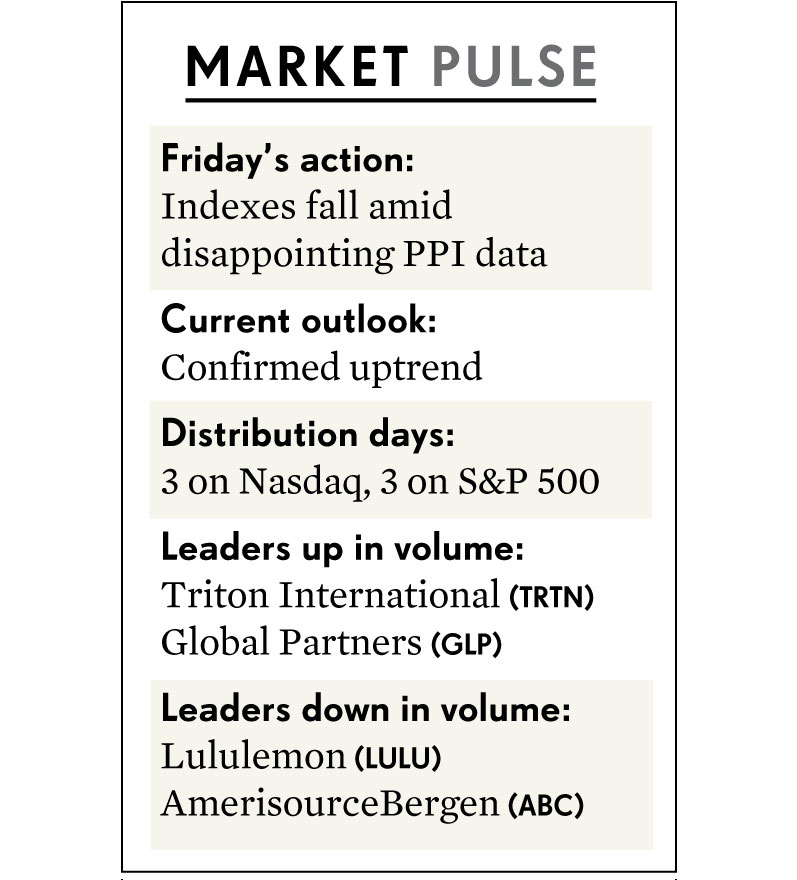 MARKET PULSE
Friday’s action:
Indexes fall amid
disappointing PPI data
Current outlook:
Confirmed uptrend
Distribution days:
3 on Nasdaq, 3 on S&P 500
Leaders up in volume:
Triton International (TRTN)
Global Partners (GLP)
Leaders down in volume:
Lululemon (LULU)
AmerisourceBergen (ABC)